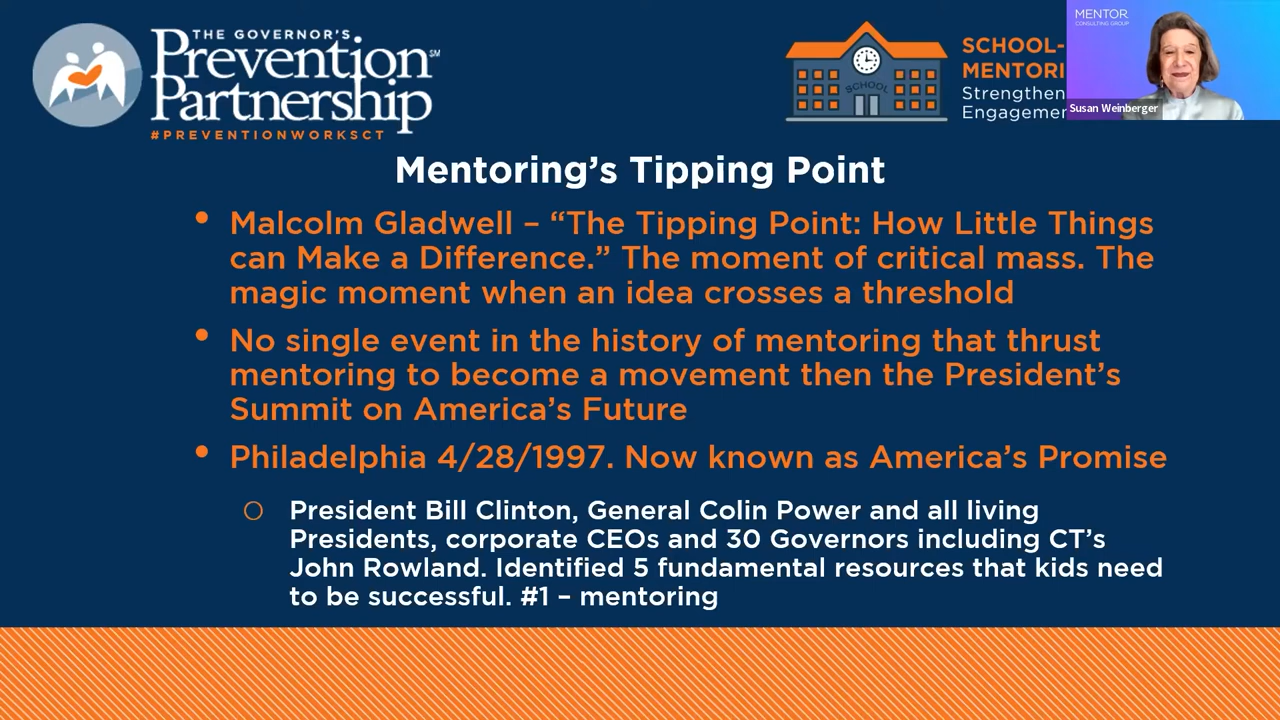 THE GOVERNOR'S
Prevention
Partnership℠
#PREVENTIONWORKSCT
SCHOOL
SCHOOL-
MENTORI
Strengthen
Engagemen
MENTOR
CONSULTING GROUP
Susan Weinberger
Mentoring's Tipping Point
• Malcolm Gladwell – “The Tipping Point: How Little Things
can Make a Difference.” The moment of critical mass. The
magic moment when an idea crosses a threshold
• No single event in the history of mentoring that thrust
mentoring to become a movement then the President's
Summit on America's Future
• Philadelphia 4/28/1997. Now known as America's Promise
O President Bill Clinton, General Colin Power and all living
Presidents, corporate CEOs and 30 Governors including CT's
John Rowland. Identified 5 fundamental resources that kids need
to be successful. #1 – mentoring